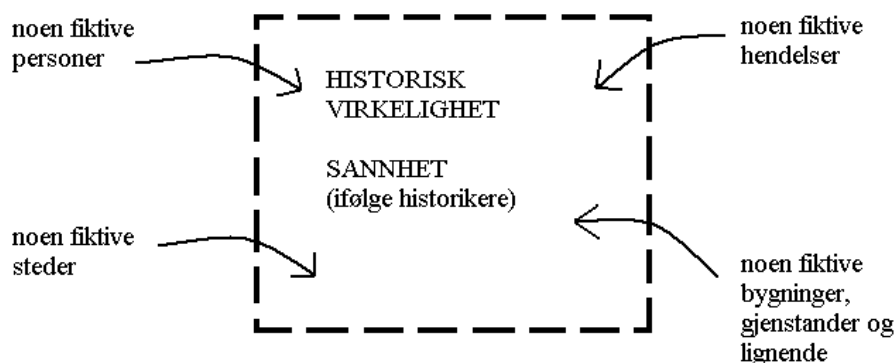 noen fiktive
personer
noen fiktive
hendelser
HISTORISK
VIRKELIGHET
SANNHET
(ifølge historikere)
noen fiktive
steder
noen fiktive
bygninger,
gjenstander og
lignende